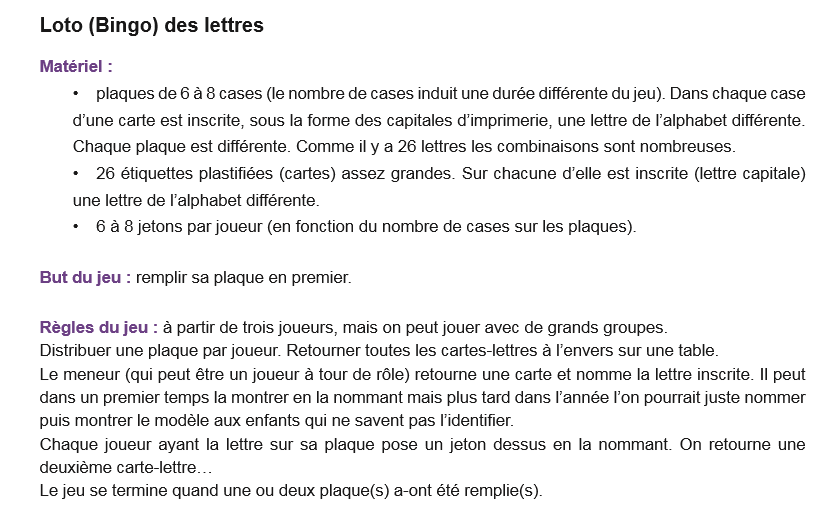 Loto (Bingo) des lettres
Matériel :
• plaques de 6 à 8 cases (le nombre de cases induit une durée différente du jeu). Dans chaque case
d’une carte est inscrite, sous la forme des capitales d’imprimerie, une lettre de l’alphabet différente.
Chaque plaque est différente. Comme il y a 26 lettres les combinaisons sont nombreuses.
• 26 étiquettes plastifiées (cartes) assez grandes. Sur chacune d’elle est inscrite (lettre capitale)
une lettre de l’alphabet différente.
• 6 à 8 jetons par joueur (en fonction du nombre de cases sur les plaques).
But du jeu : remplir sa plaque en premier.
Règles du jeu : à partir de trois joueurs, mais on peut jouer avec de grands groupes.
Distribuer une plaque par joueur. Retourner toutes les cartes-lettres à l’envers sur une table.
Le meneur (qui peut être un joueur à tour de rôle) retourne une carte et nomme la lettre inscrite. Il peut
dans un premier temps la montrer en la nommant mais plus tard dans l’année l’on pourrait juste nommer
puis montrer le modèle aux enfants qui ne savent pas l’identifier.
Chaque joueur ayant la lettre sur sa plaque pose un jeton dessus en la nommant. On retourne une
deuxième carte-lettre…
Le jeu se termine quand une ou deux plaque(s) a-ont été remplie(s).